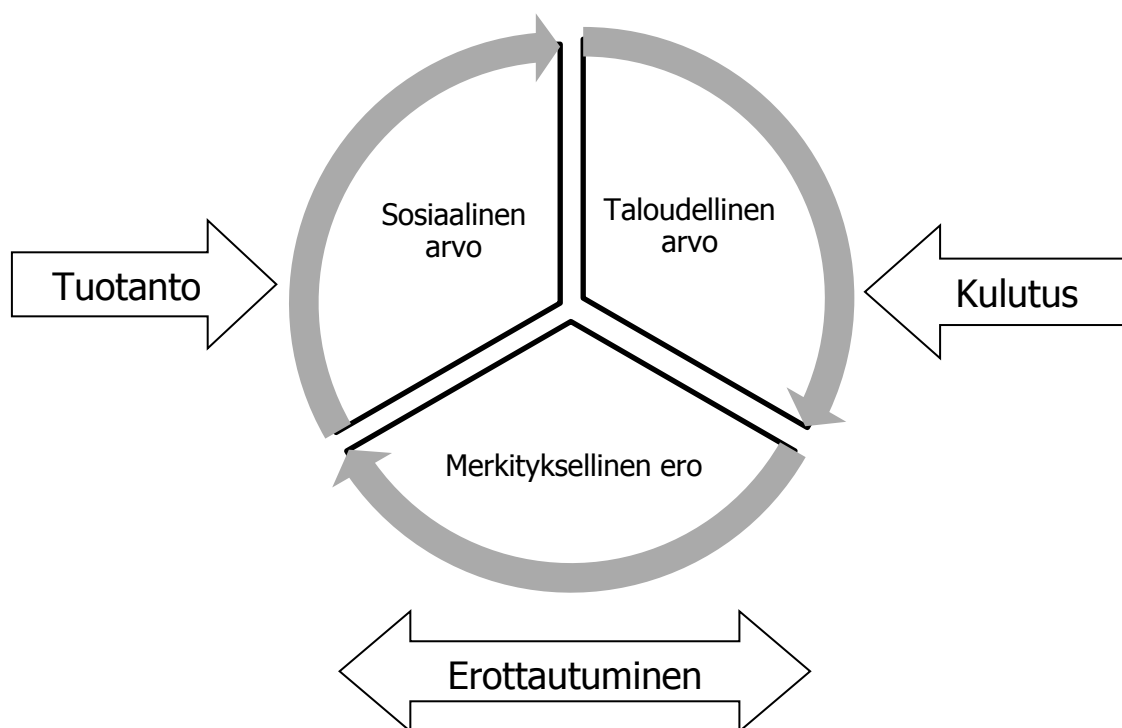 Sosiaalinen
arvo
Taloudellinen
arvo
Tuotanto
Kulutus
Merkityksellinen ero
Erottautuminen